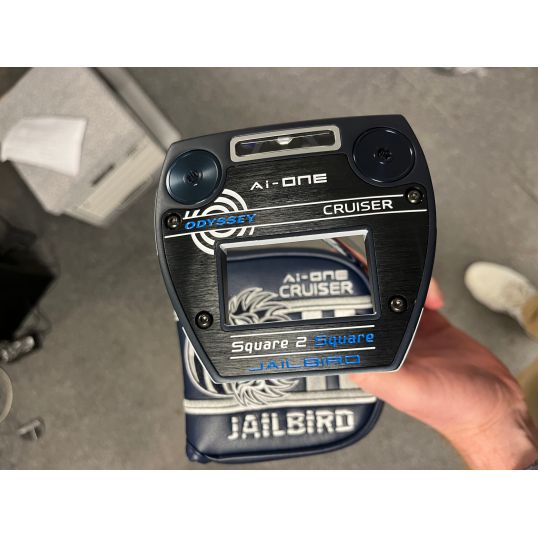 Ai-ONE
ODYSSEY
CRUISER
Ai-ONE
CRUISER
Square 2 Square
JAILBIRD
JAILBIRD